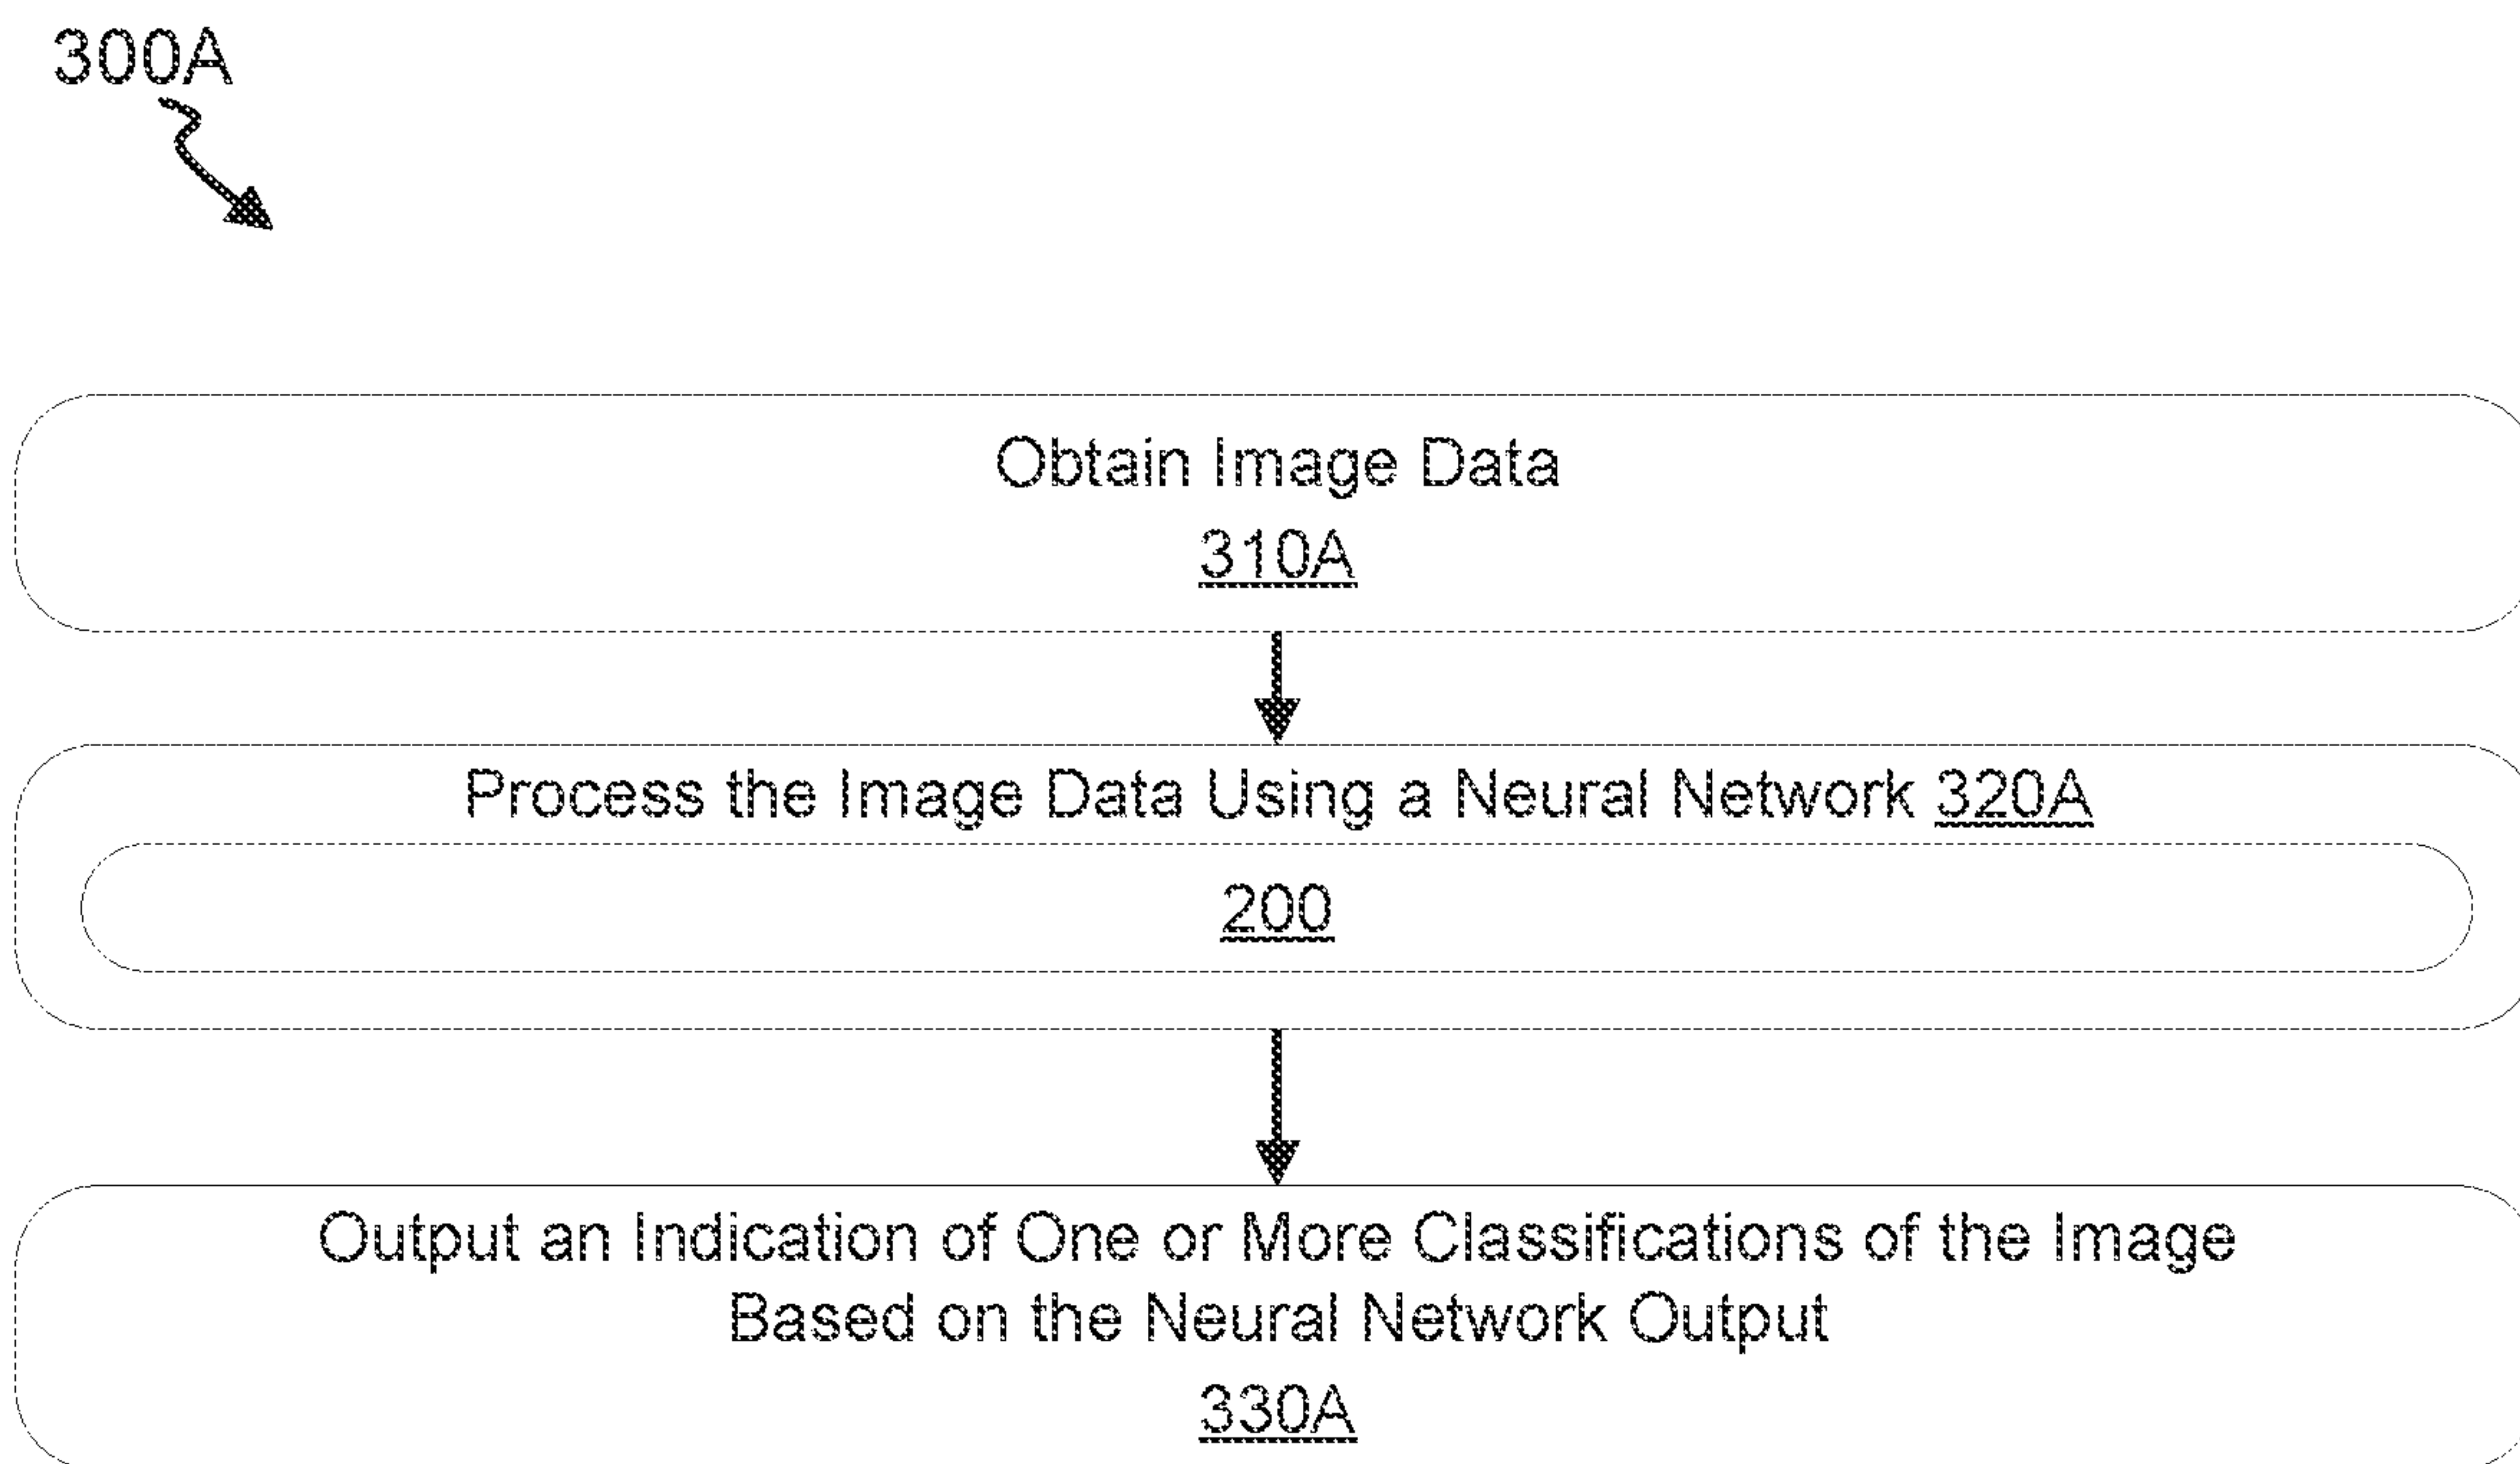 300A
Obtain Image Data
310A
Process the Image Data Using a Neural Network 320A
200
Output an Indication of One or More Classifications of the Image
Based on the Neural Network Output
330A